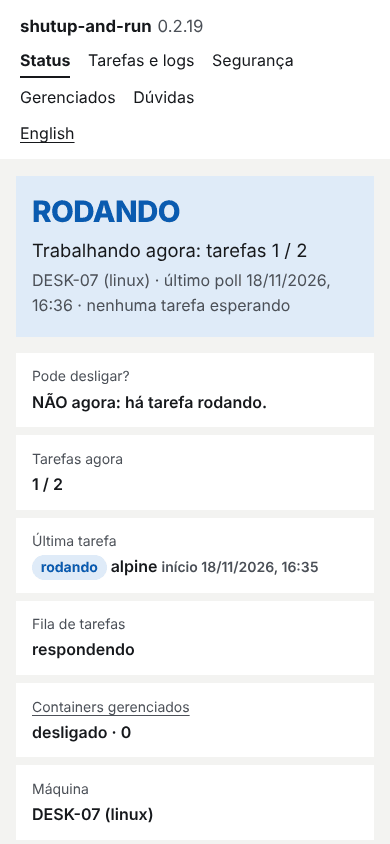 shutup-and-run 0.2.19
Status Tarefas e logs Segurança
Gerenciados Dúvidas
English
RODANDO
Trabalhando agora: tarefas 1 / 2
DESK-07 (linux) · último poll 18/11/2026,
16:36 · nenhuma tarefa esperando
Pode desligar?
NÃO agora: há tarefa rodando.
Tarefas agora
1 / 2
Última tarefa
rodando alpine início 18/11/2026, 16:35
Fila de tarefas
respondendo
Containers gerenciados
desligado · 0
Máquina
DESK-07 (linux)